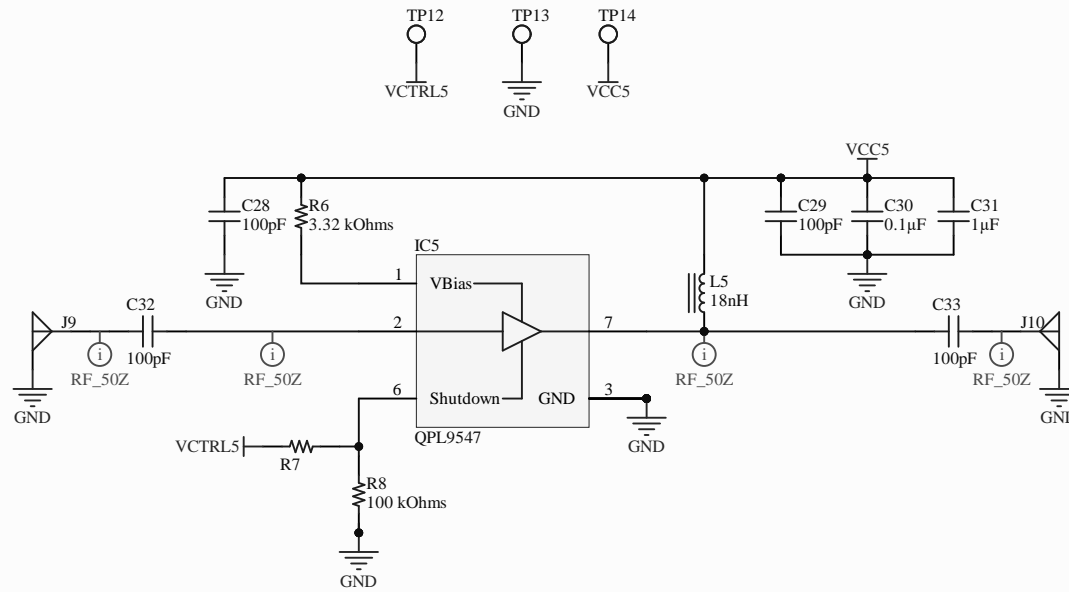 TP12
TP13
TP14
VCTRL5
GND
VCC5
VCC5
C28
100pF
R6
3.32 kOhms
C29
100pF
C30
0.1µF
C31
1µF
GND
GND
IC5
1
VBias
L5
18nH
J9
C32
100pF
2
7
C33
100pF
J10
i
RF_50Z
i
RF_50Z
i
RF_50Z
i
RF_50Z
GND
GND
6
Shutdown
GND
3
GND
QPL9547
VCTRL5
R7
R8
100 kOhms
GND